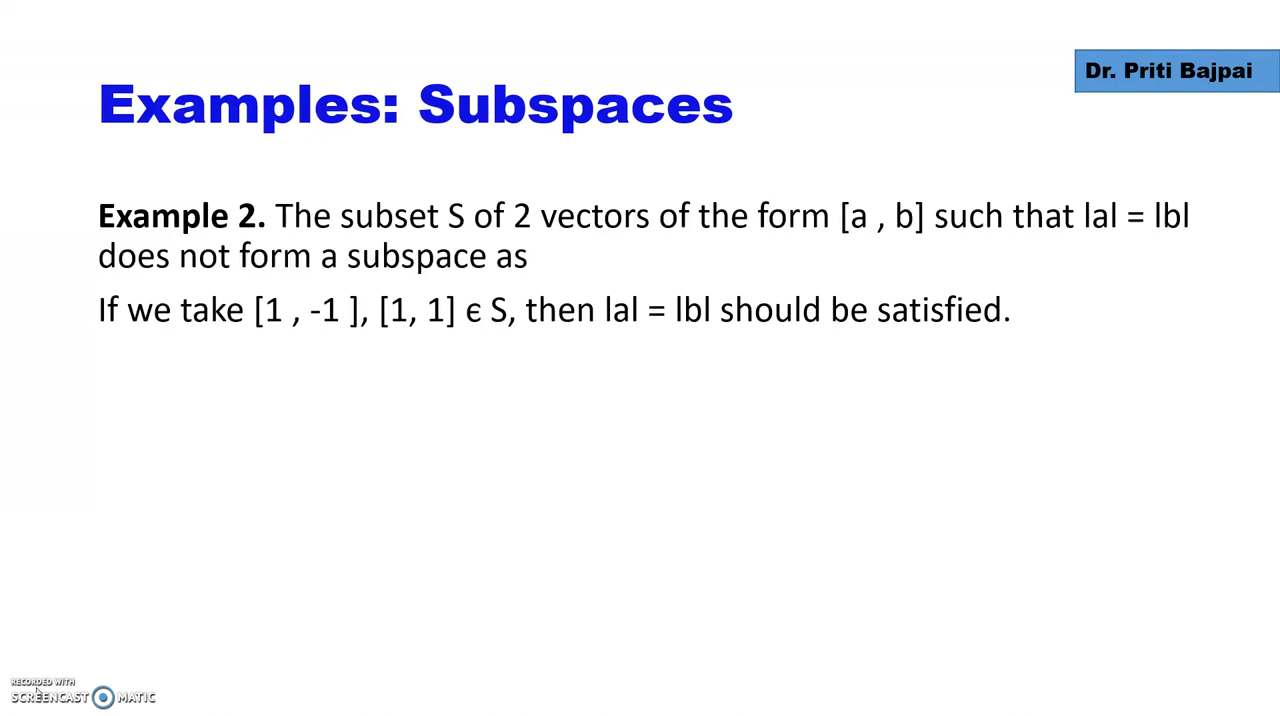 Dr. Priti Bajpai
Examples: Subspaces
Example 2. The subset S of 2 vectors of the form [a , b] such that lal = lbl
does not form a subspace as
If we take [1 , -1 ], [1, 1] є S, then lal = lbl should be satisfied.
RECORDED WITH
SCREENCAST MATIC